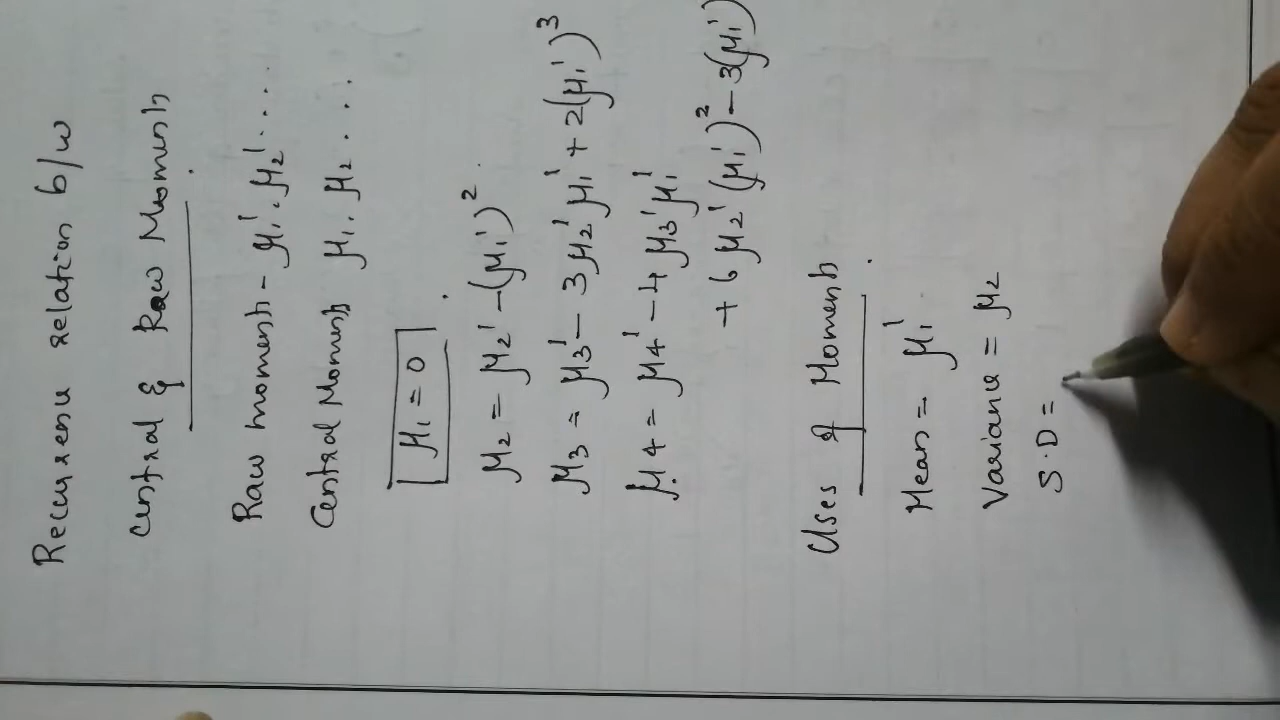 Recurrence relation b/w
central & Raw Moments
Raw moments - μ₁'. μ₂'....
Central Moments μ₁. μ₂....
μ₁ = 0
μ₂ = μ₂' - (μ₁')²
μ₃ = μ₃' - 3μ₂'μ₁' + 2(μ₁')³
μ₄ = μ₄' - 4μ₃'μ₁'
+ 6μ₂'(μ₁')² - 3(μ₁')
Uses of Moments
Mean = μ₁'
Variance = μ₂
S.D =